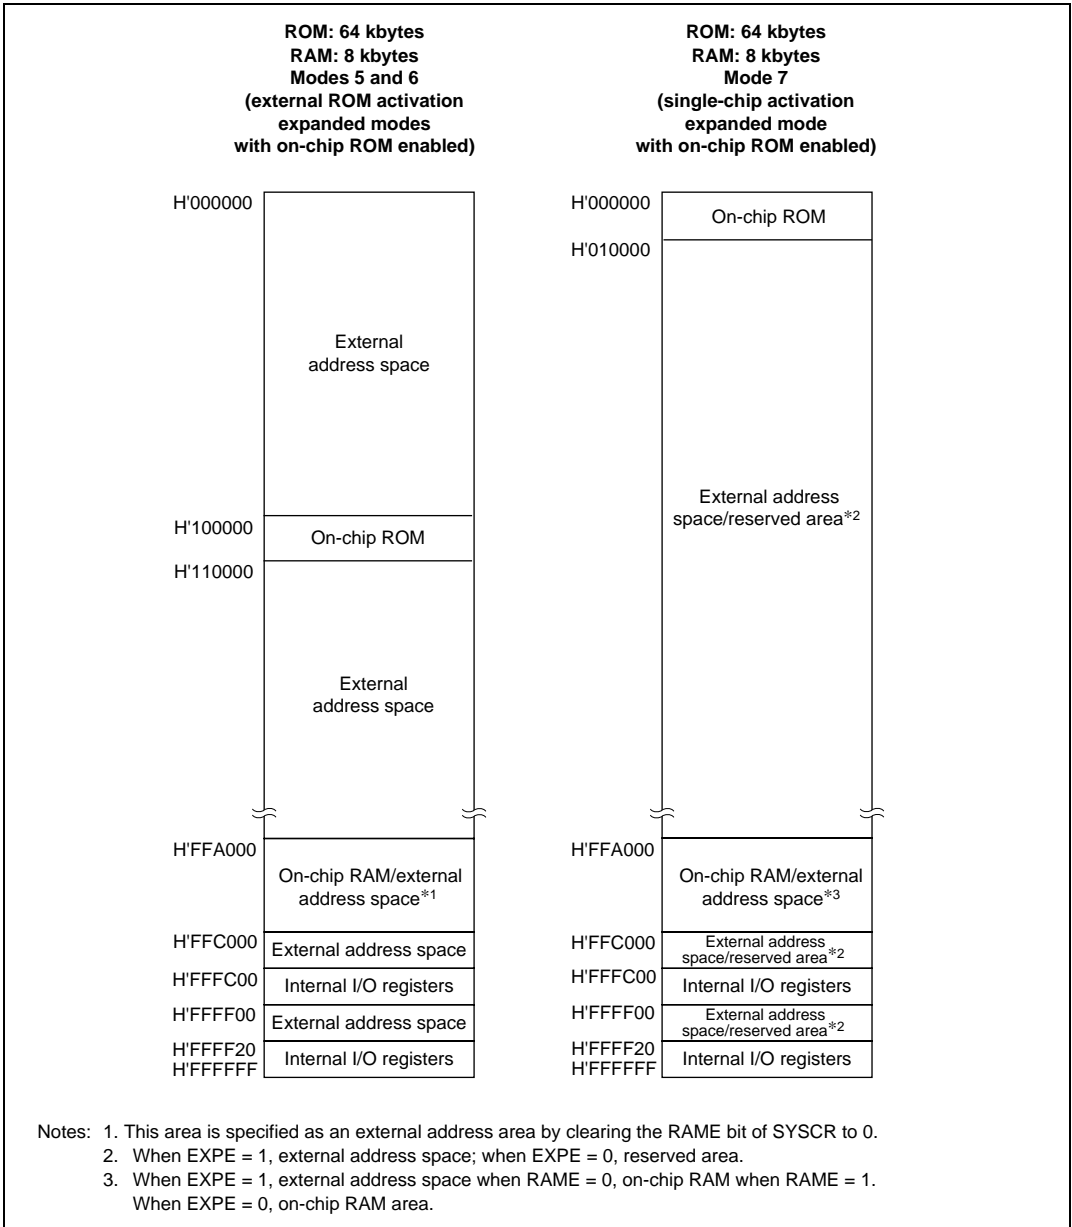 ROM: 64 kbytes
RAM: 8 kbytes
Modes 5 and 6
(external ROM activation
expanded modes
with on-chip ROM enabled)
H'000000
External
address space
H'100000
On-chip ROM
H'110000
External
address space
H'FFA000
On-chip RAM/external
address space*1
H'FFC000
External address space
H'FFFC00
Internal I/O registers
H'FFFF00
External address space
H'FFFF20
Internal I/O registers
H'FFFFFF
ROM: 64 kbytes
RAM: 8 kbytes
Mode 7
(single-chip activation
expanded mode
with on-chip ROM enabled)
H'000000
On-chip ROM
H'010000
External address
space/reserved area*2
H'FFA000
On-chip RAM/external
address space*3
H'FFC000
External address
space/reserved area*2
H'FFFC00
Internal I/O registers
H'FFFF00
External address
space/reserved area*2
H'FFFF20
Internal I/O registers
H'FFFFFF
Notes: 1. This area is specified as an external address area by clearing the RAME bit of SYSCR to 0.
2. When EXPE = 1, external address space; when EXPE = 0, reserved area.
3. When EXPE = 1, external address space when RAME = 0, on-chip RAM when RAME = 1.
When EXPE = 0, on-chip RAM area.